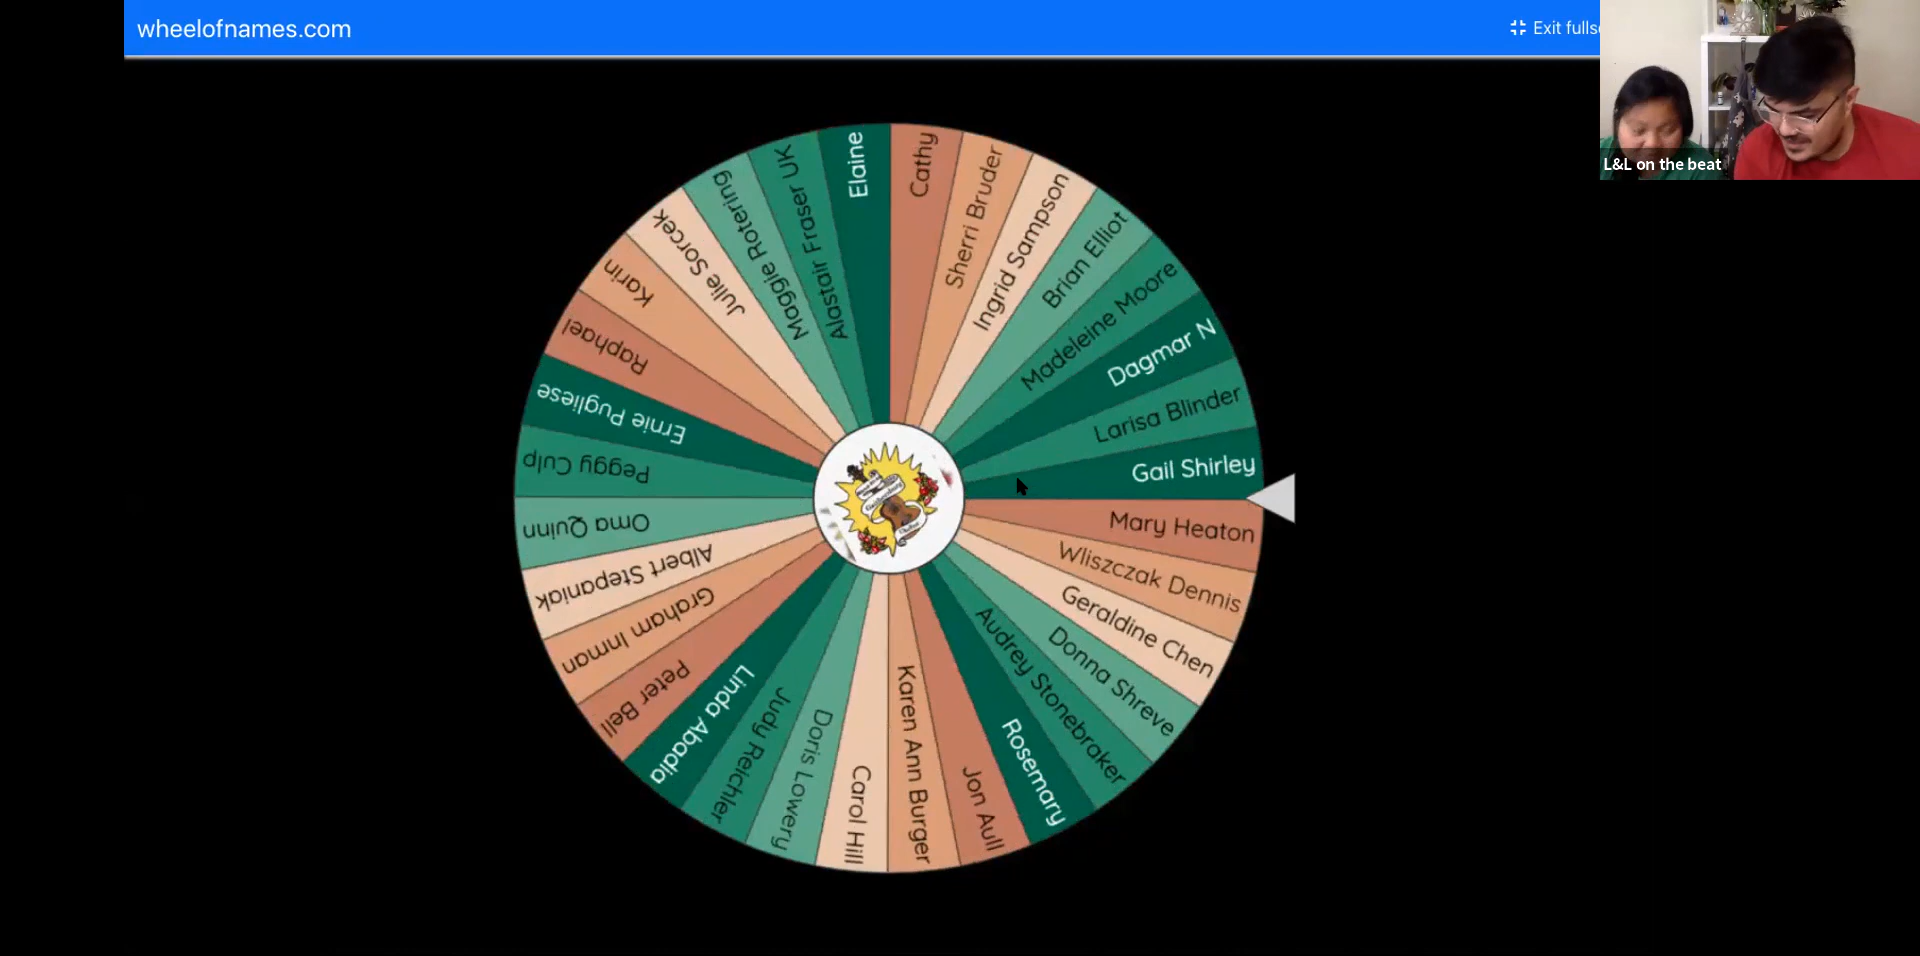 wheelofnames.com
Exit fulls
L&L on the beat
Elaine
Cathy
Sherri Bruder
Ingrid Sampson
Brian Elliot
Madeleine Moore
Dagmar N
Larisa Blinder
Gail Shirley
Mary Heaton
Wliszczak Dennis
Geraldine Chen
Donna Shreve
Audrey Stonebraker
Rosemary
Jon Aull
Karen Ann Burger
Carol Hill
Doris Lowery
Judy Reichler
Linda Abadia
Peter Bell
Graham Inman
Albert Stepaniak
Oma Quinn
Peggy Culp
Ernie Pugliese
Raphael
Karin
Julie Sorcek
Maggie Rotering
Alastair Fraser UK